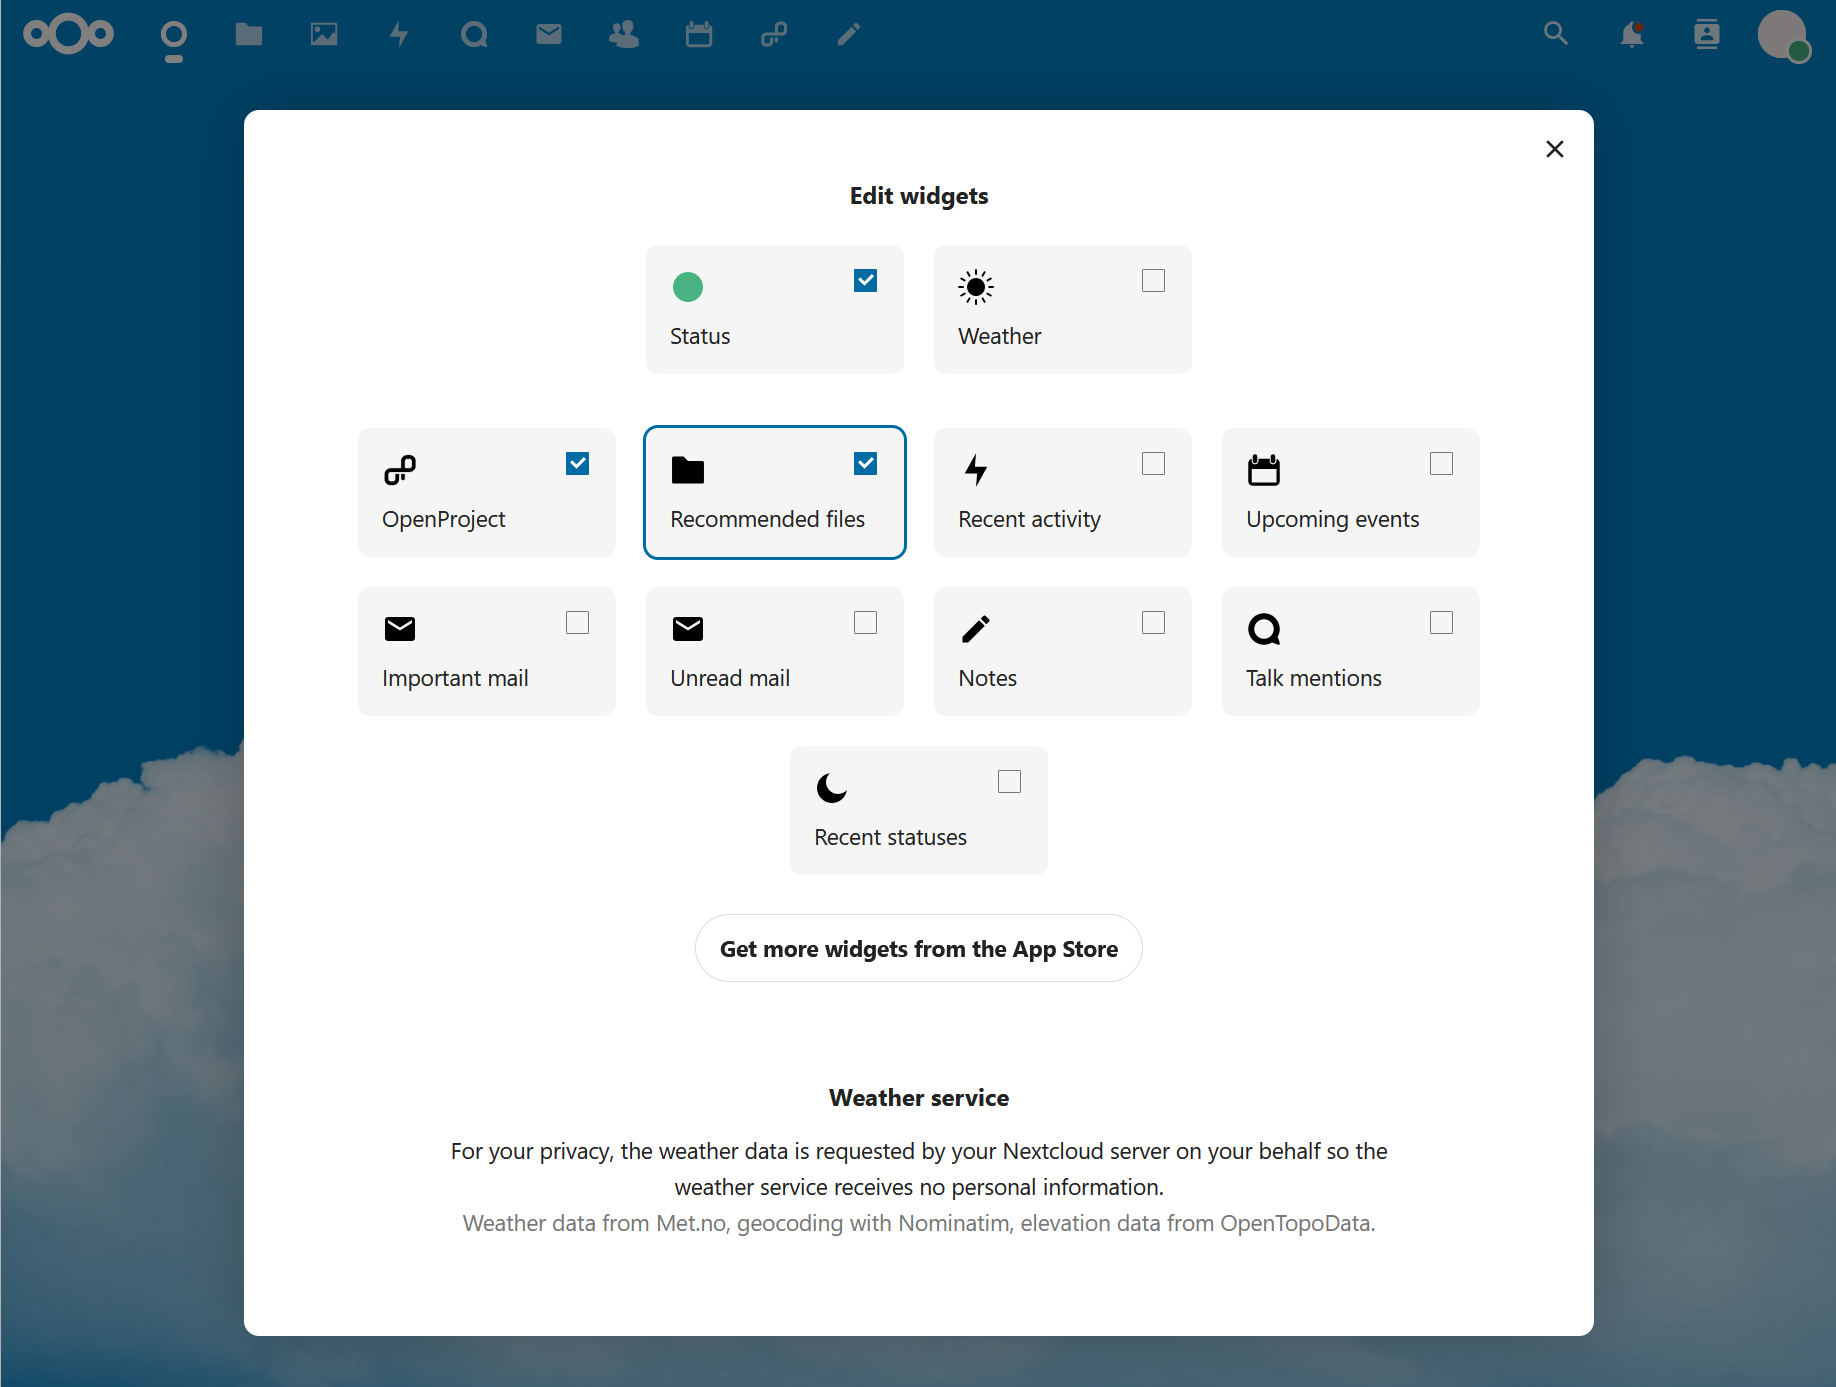 Edit widgets
Status
Weather
OpenProject
Recommended files
Recent activity
Upcoming events
Important mail
Unread mail
Notes
Talk mentions
Recent statuses
Get more widgets from the App Store
Weather service
For your privacy, the weather data is requested by your Nextcloud server on your behalf so the
weather service receives no personal information.
Weather data from Met.no, geocoding with Nominatim, elevation data from OpenTopoData.